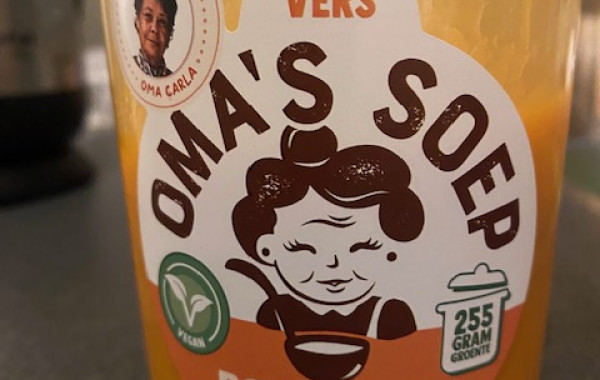 VERS
OMA CARLA
OMA'S SOEP
VEGAN
255
GRAM
GROENTE